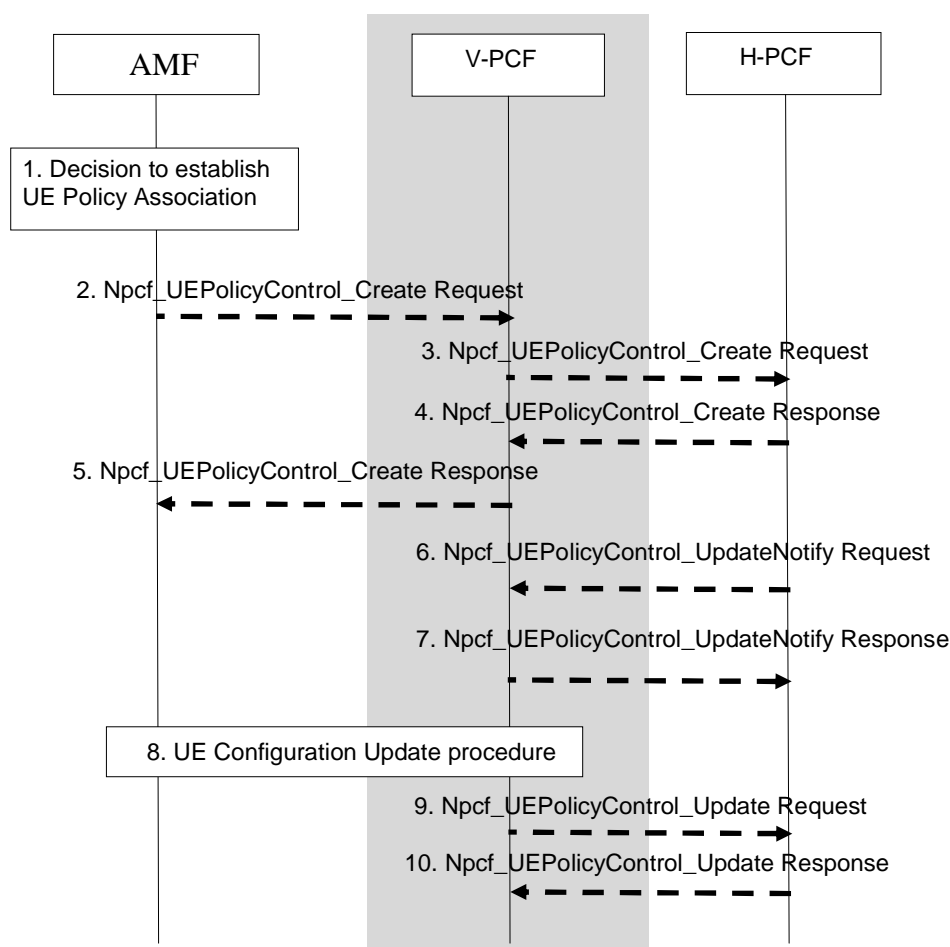 AMF
V-PCF
H-PCF
1. Decision to establish
UE Policy Association
2. Npcf_UEPolicyControl_Create Request
3. Npcf_UEPolicyControl_Create Request
4. Npcf_UEPolicyControl_Create Response
5. Npcf_UEPolicyControl_Create Response
6. Npcf_UEPolicyControl_UpdateNotify Request
7. Npcf_UEPolicyControl_UpdateNotify Response
8. UE Configuration Update procedure
9. Npcf_UEPolicyControl_Update Request
10. Npcf_UEPolicyControl_Update Response